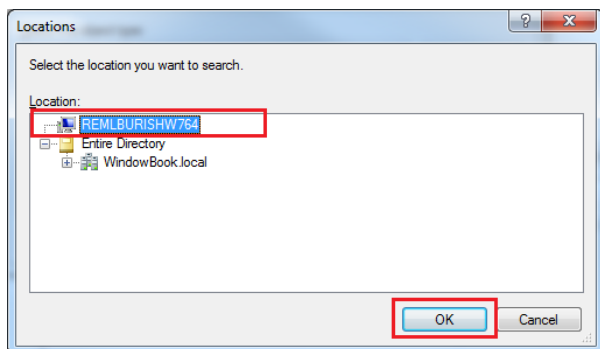 Locations
Select the location you want to search.
Location:
REMLBURISHW764
Entire Directory
WindowBook.local
OK
Cancel